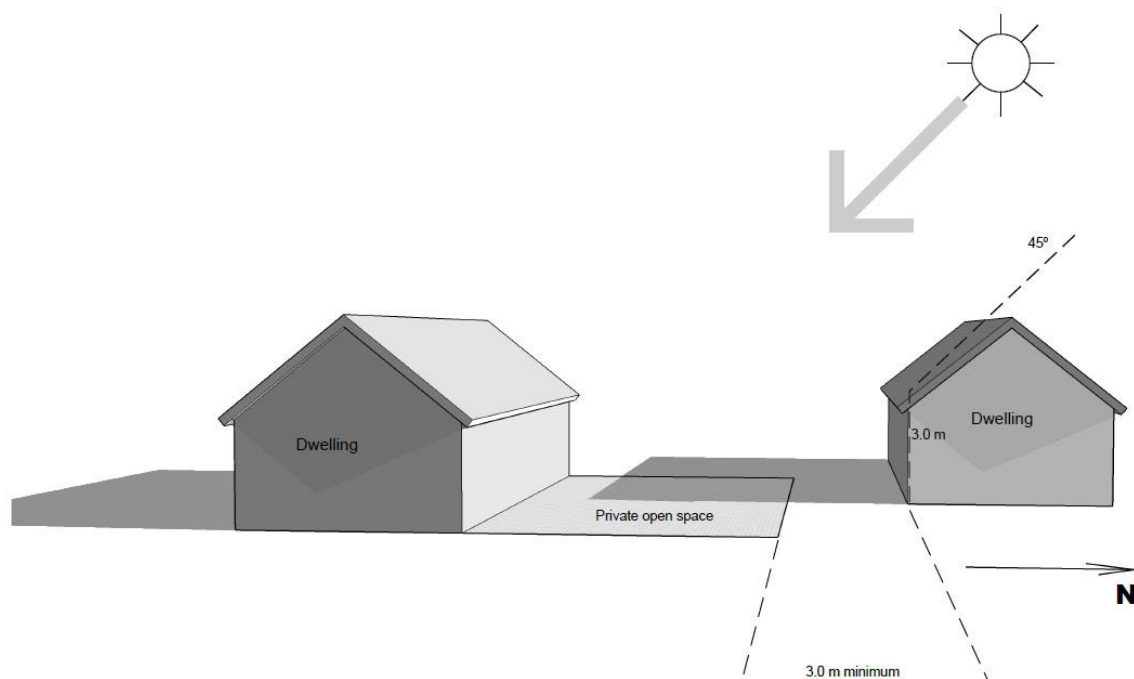 45º
Dwelling
Dwelling
3.0 m
Private open space
N
3.0 m minimum